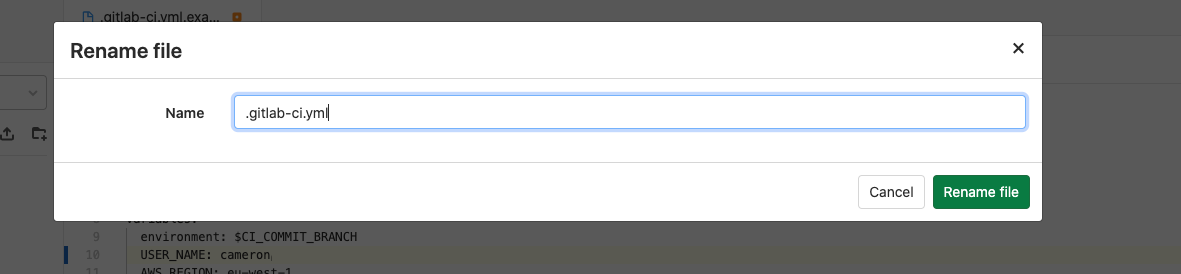 .gitlab-ci.yml.exa...
Rename file
Name
.gitlab-ci.yml
Cancel
Rename file
9 environment: $CI_COMMIT_BRANCH
10 USER_NAME: cameron
11 AWS_REGION: eu-west-1